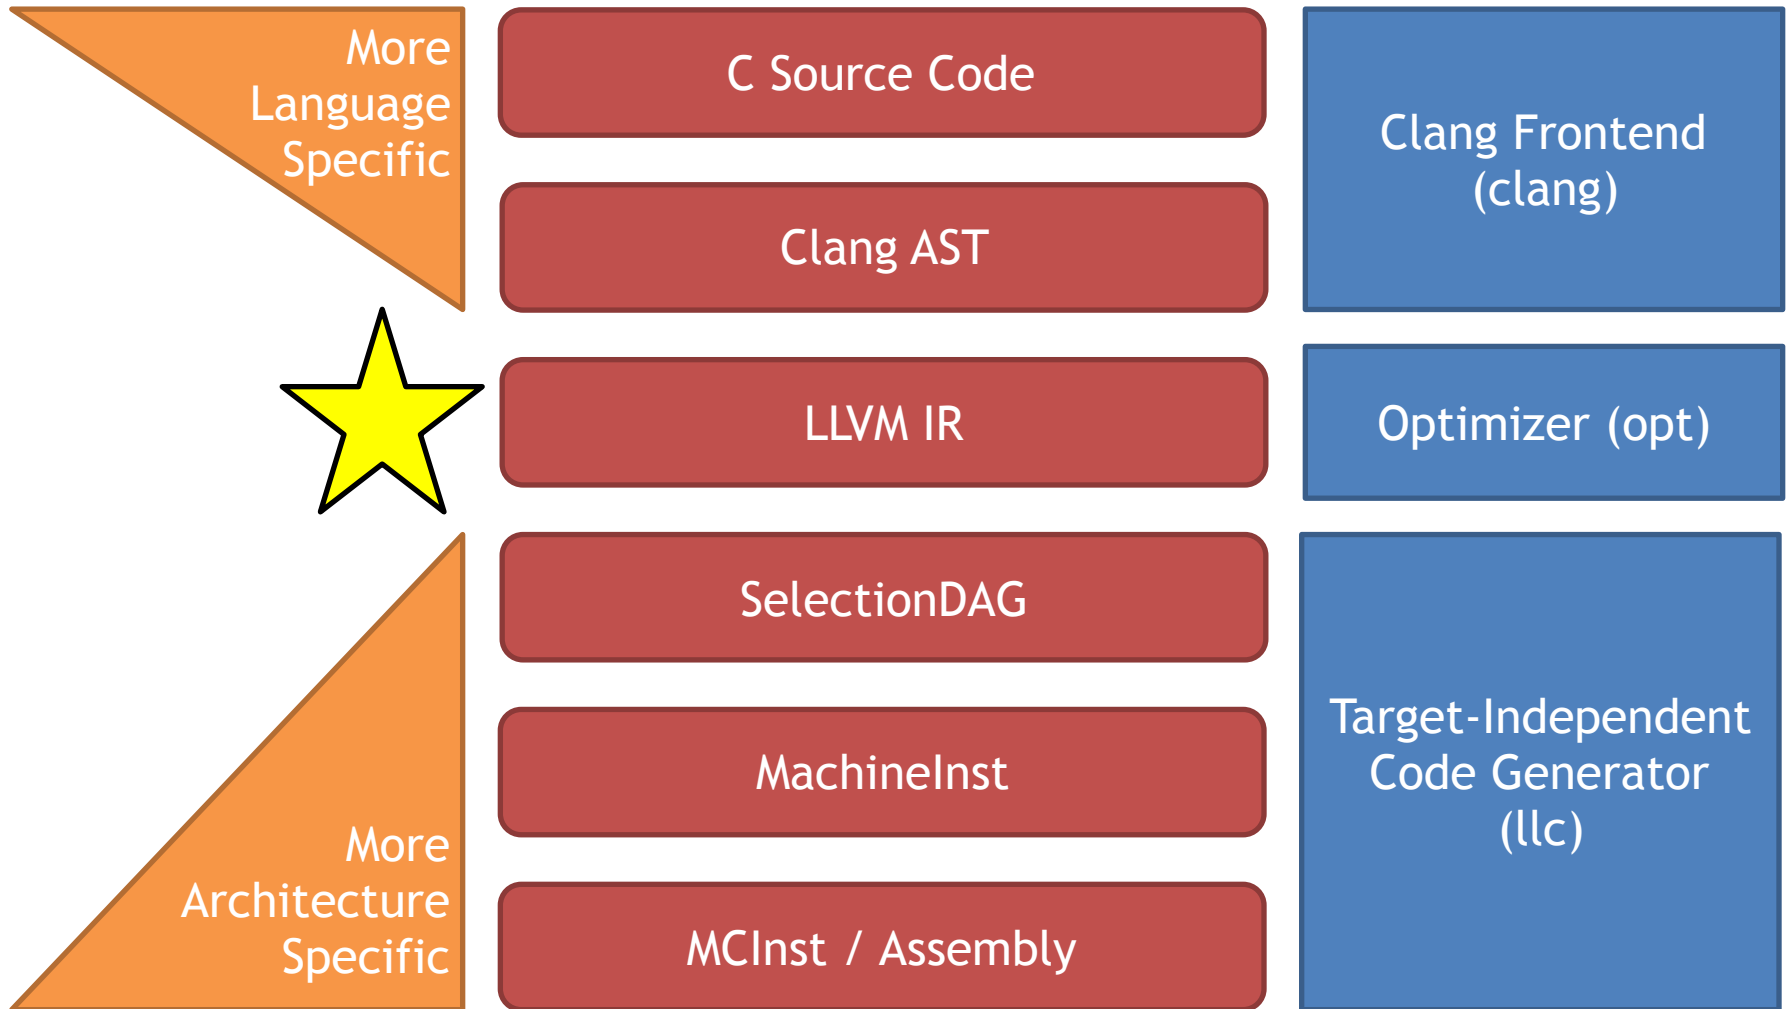 More
Language
Specific
C Source Code
Clang Frontend
(clang)
Clang AST
LLVM IR
Optimizer (opt)
SelectionDAG
MachineInst
Target-Independent
Code Generator
(llc)
More
Architecture
Specific
MCInst / Assembly